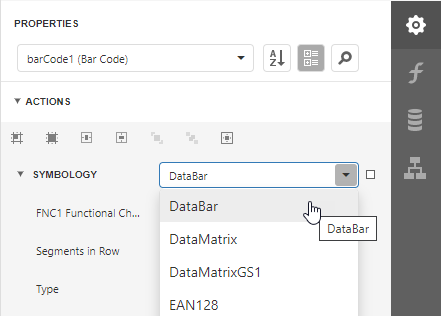 PROPERTIES
barCode1 (Bar Code)
A
Z
ACTIONS
SYMBOLOGY
DataBar
DataBar
FNC1 Functional Ch...
DataBar
DataMatrix
Segments in Row
DataMatrixGS1
Type
EAN128